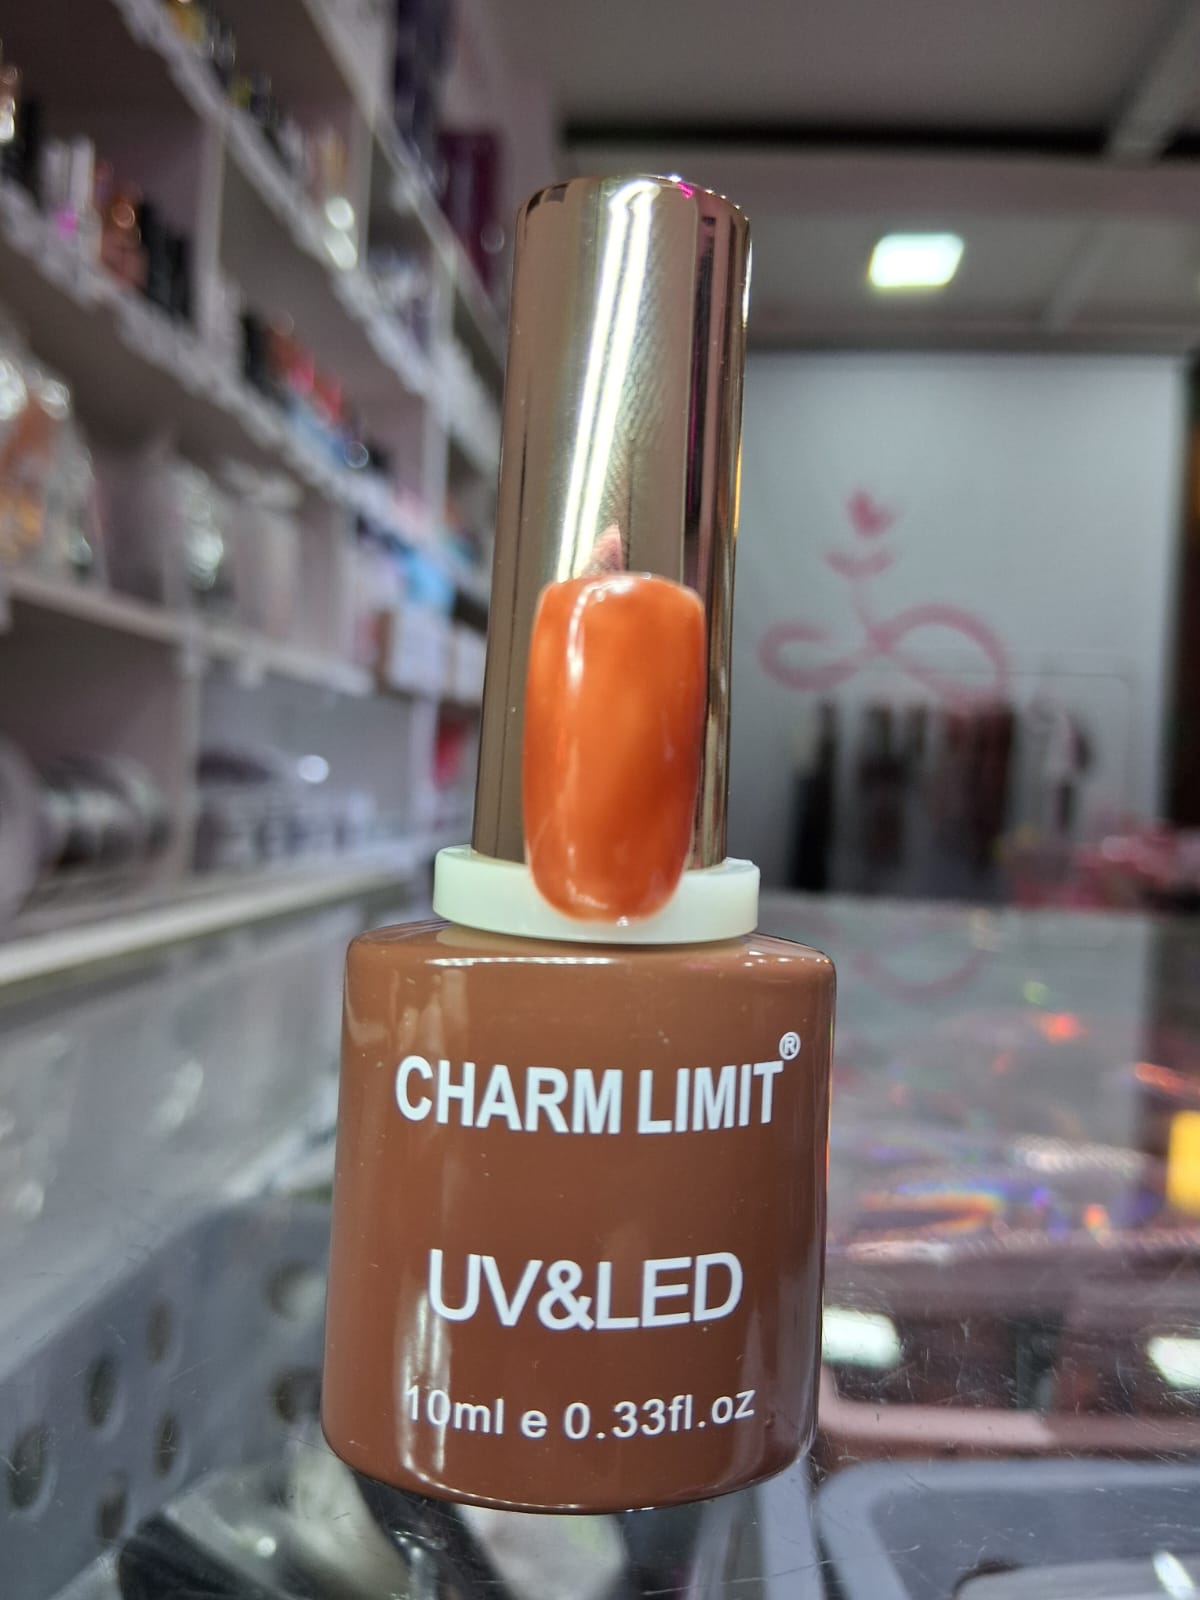 CHARM LIMIT®
UV&LED
10ml e 0.33fl.oz